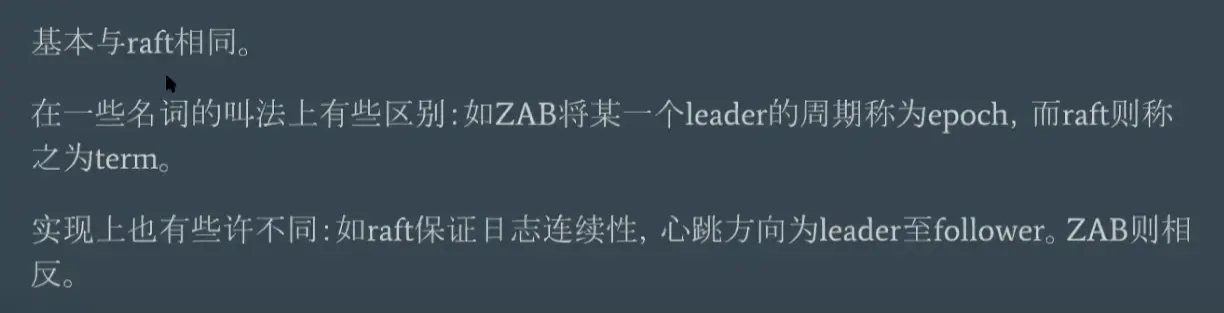 基本与raft相同。
在一些名词的叫法上有些区别:如ZAB将某一个leader的周期称为epoch, 而raft则称
之为term。
实现上也有些许不同:如raft保证日志连续性, 心跳方向为leader至follower。ZAB则相
反。